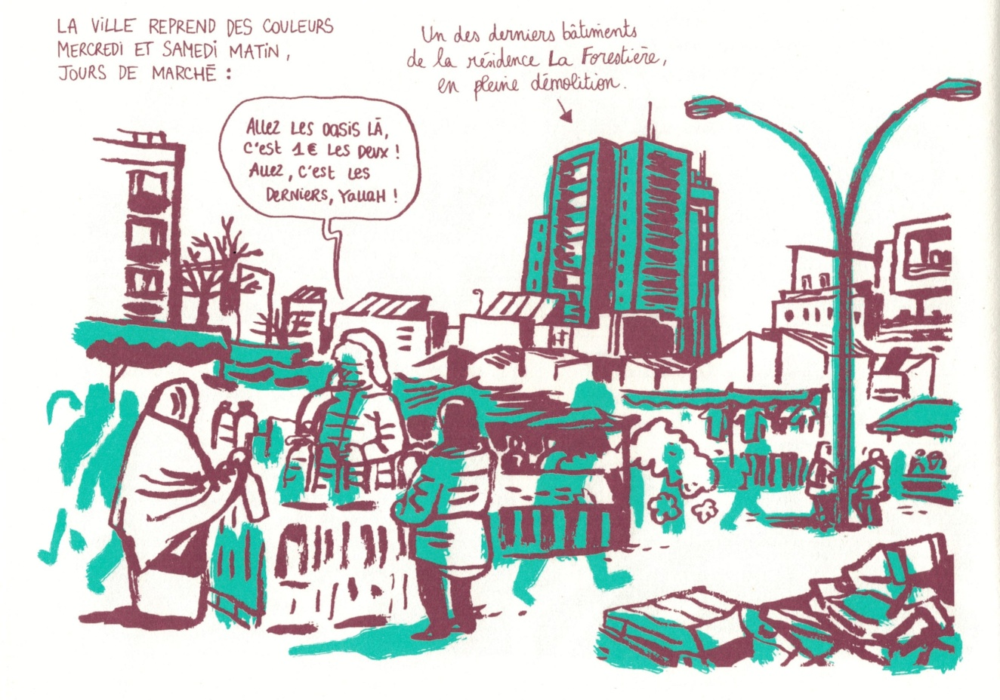 LA VILLE REPREND DES COULEURS
MERCREDI ET SAMEDI MATIN,
JOURS DE MARCHÉ :
Un des derniers bâtiments
de la résidence La Forestière,
en pleine démolition.
ALLEZ LES OASIS LÀ,
C'EST 1€ LES DEUX !
ALLEZ, C'EST LES
DERNIERS, YALLAH !